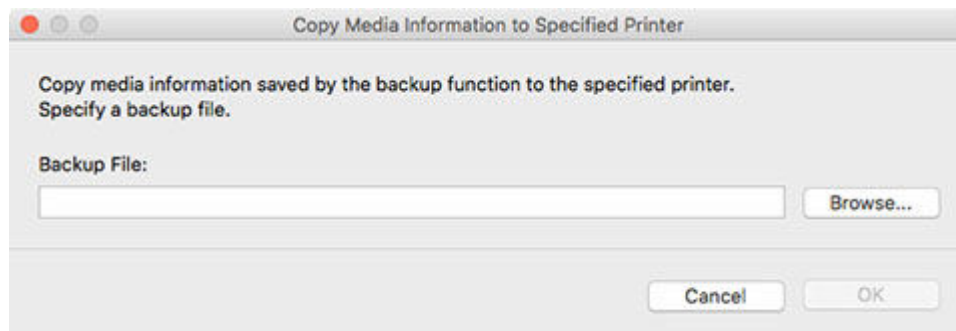 Copy Media Information to Specified Printer
Copy media information saved by the backup function to the specified printer.
Specify a backup file.
Backup File:
Browse...
Cancel
OK